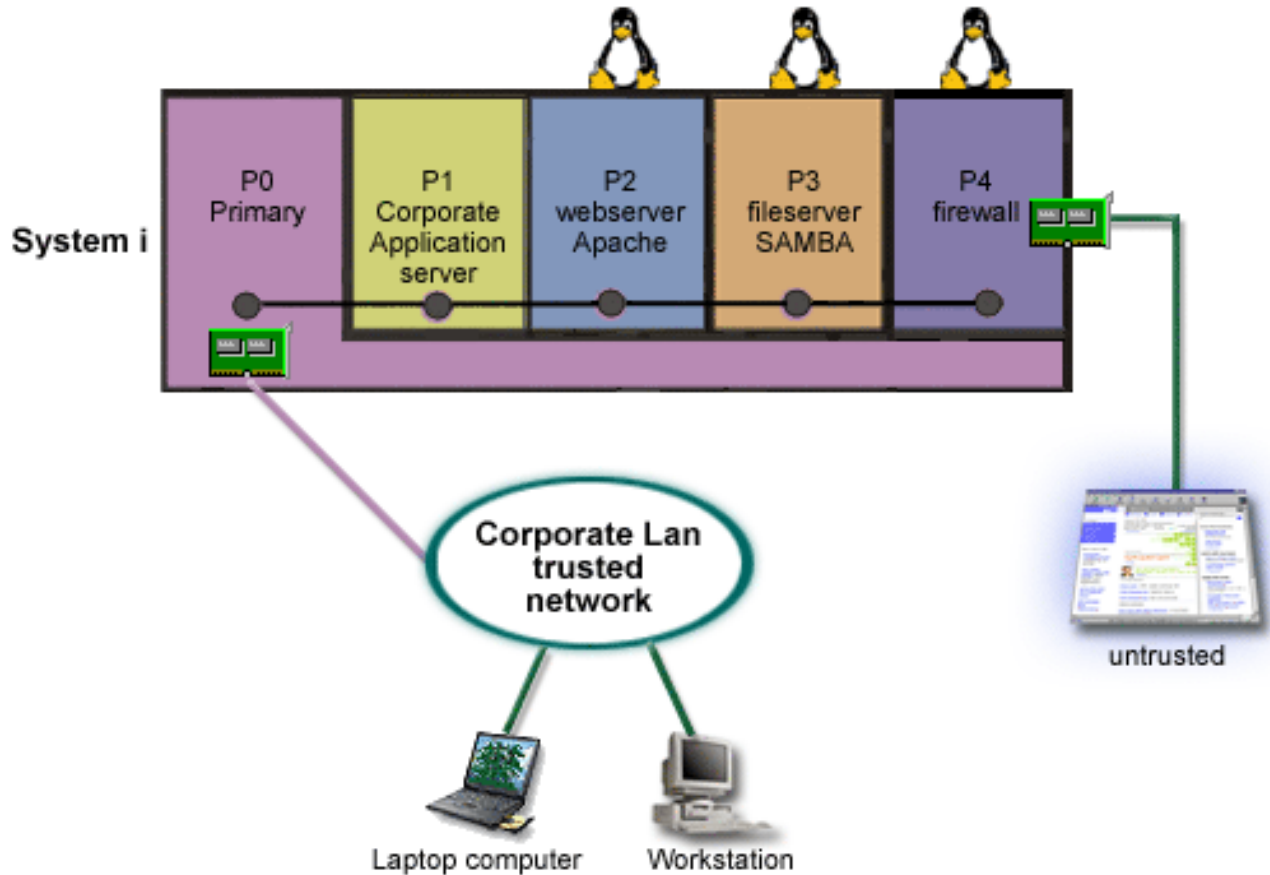 System i
P0
Primary
P1
Corporate
Application
server
P2
webserver
Apache
P3
fileserver
SAMBA
P4
firewall
Corporate Lan
trusted
network
untrusted
Laptop computer
Workstation